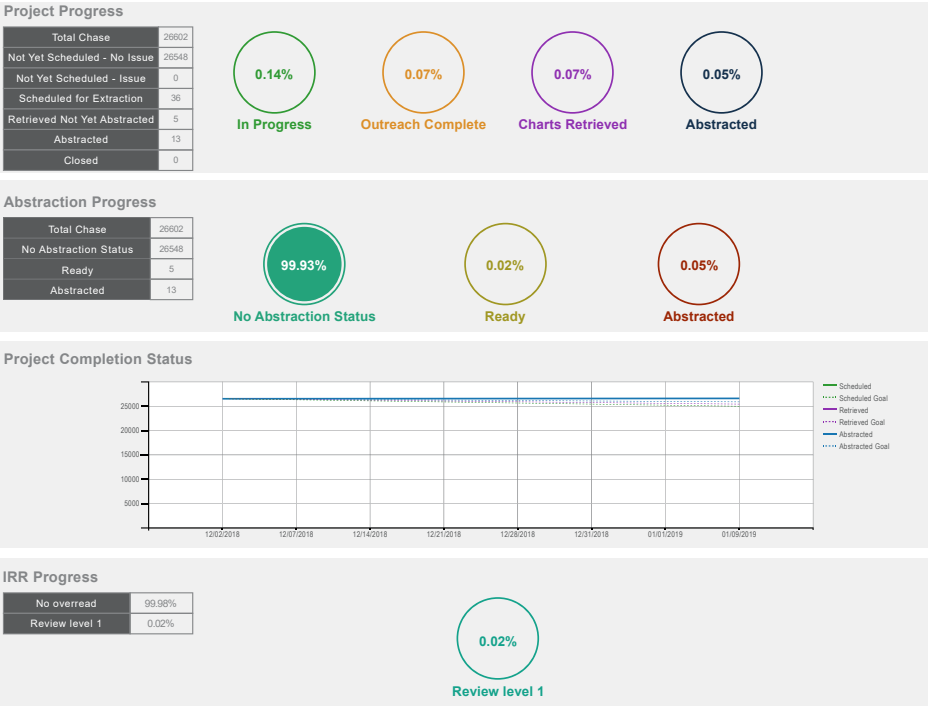 Project Progress
Total Chase 26602
Not Yet Scheduled - No Issue 26548
Not Yet Scheduled - Issue 0
Scheduled for Extraction 36
Retrieved Not Yet Abstracted 5
Abstracted 13
Closed 0
0.14% 0.07% 0.07% 0.05%
In Progress Outreach Complete Charts Retrieved Abstracted
Abstraction Progress
Total Chase 26602
No Abstraction Status 26548
Ready 5
Abstracted 13
99.93% 0.02% 0.05%
No Abstraction Status Ready Abstracted
Project Completion Status
25000
20000
15000
10000
5000
12/02/2018 12/07/2018 12/14/2018 12/21/2018 12/28/2018 12/31/2018 01/01/2019 01/09/2019
Scheduled
Scheduled Goal
Retrieved
Retrieved Goal
Abstracted
Abstracted Goal
IRR Progress
No overread 99.98%
Review level 1 0.02%
0.02%
Review level 1